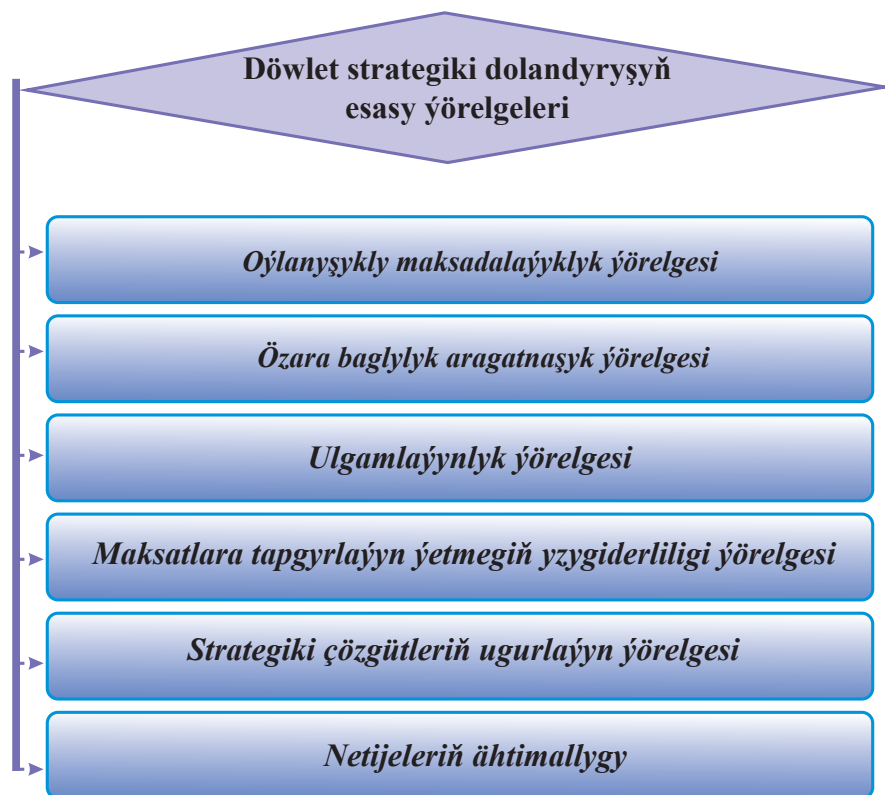 Döwlet strategiki dolandyryşyň
esasy ýörelgeleri
Oýlanyşykly maksadalaýyklyk ýörelgesi
Özara baglylyk aragatnaşyk ýörelgesi
Ulgamlaýynlyk ýörelgesi
Maksatlara tapgyrlaýyn ýetmegiň yzygiderliligi ýörelgesi
Strategiki çözgütleriň ugurlaýyn ýörelgesi
Netijeleriň ähtimallygy